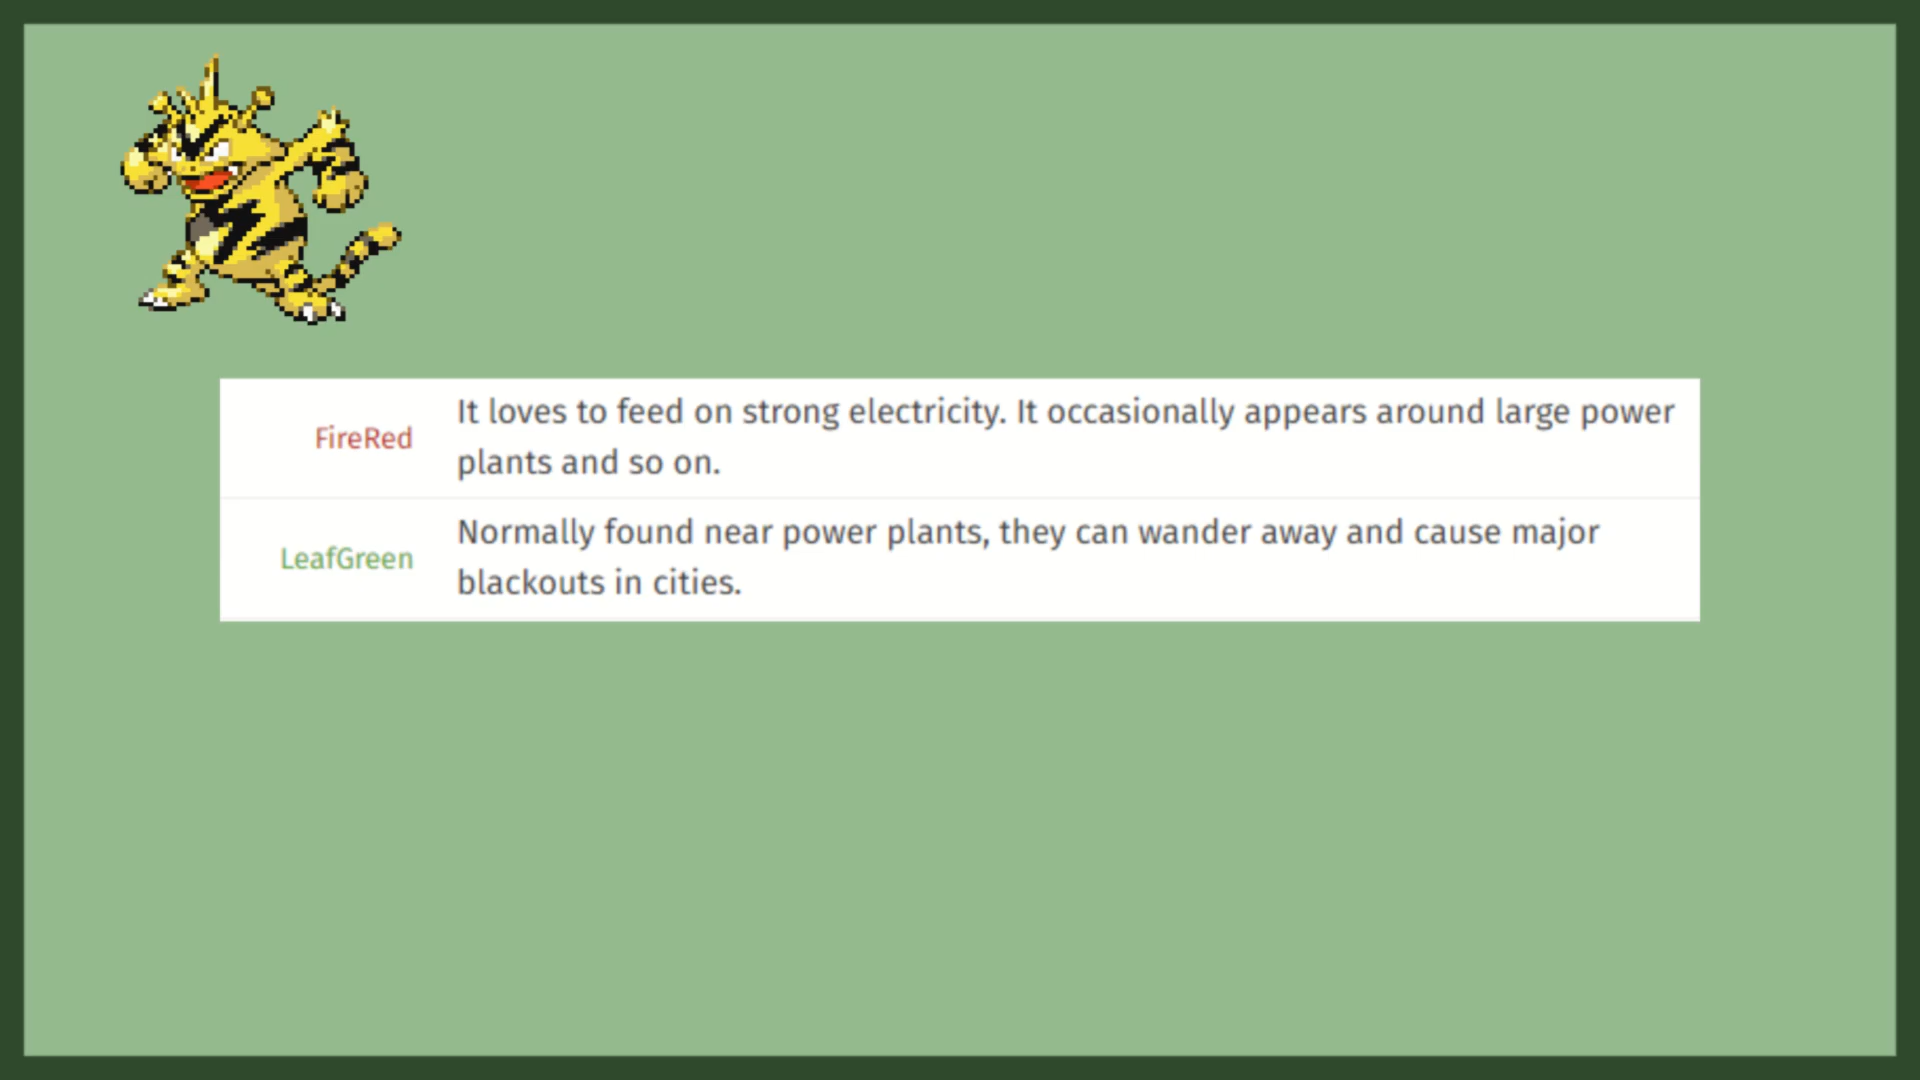 FireRed
It loves to feed on strong electricity. It occasionally appears around large power
plants and so on.
LeafGreen
Normally found near power plants, they can wander away and cause major
blackouts in cities.